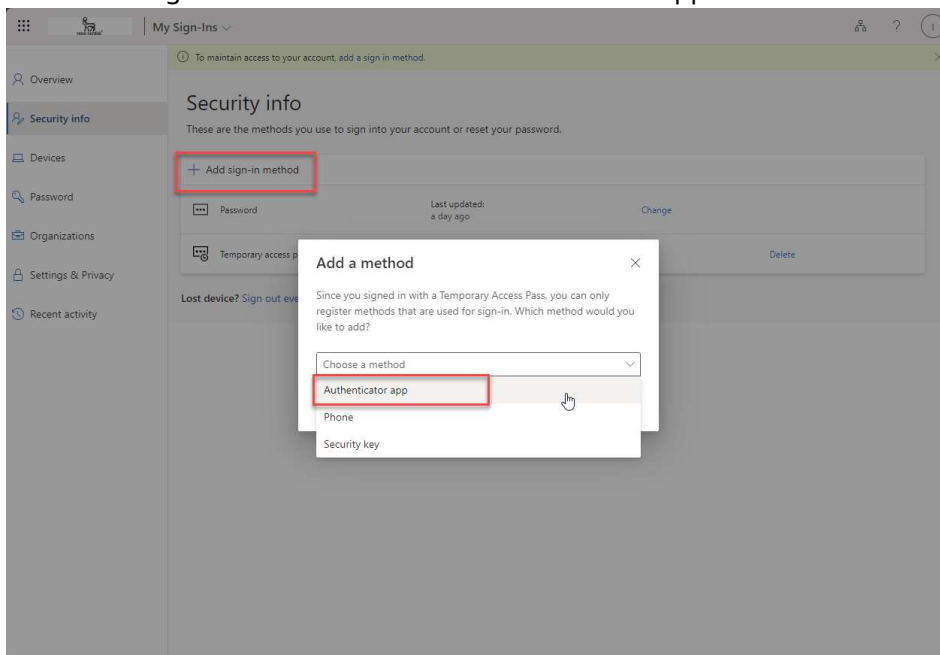 My Sign-Ins
?
To maintain access to your account, add a sign in method.
Overview
Security info
Devices
Password
Organizations
Settings & Privacy
Recent activity
Security info
These are the methods you use to sign into your account or reset your password.
+ Add sign-in method
Password
Last updated:
a day ago
Change
Temporary access p
Delete
Lost device? Sign out eve
Add a method
Since you signed in with a Temporary Access Pass, you can only
register methods that are used for sign-in. Which method would you
like to add?
Choose a method
Authenticator app
Phone
Security key